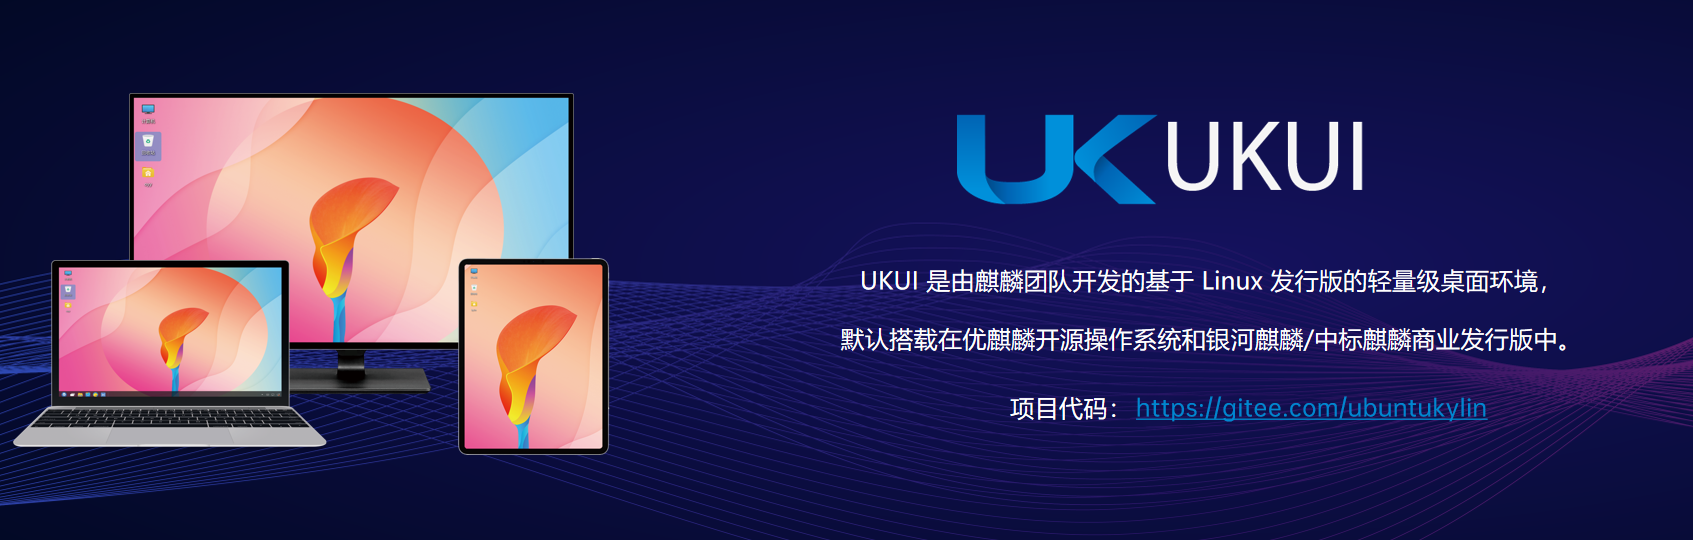 UK UKUI
UKUI 是由麒麟团队开发的基于 Linux 发行版的轻量级桌面环境，
默认搭载在优麒麟开源操作系统和银河麒麟/中标麒麟商业发行版中。
项目代码： https://gitee.com/ubuntukylin